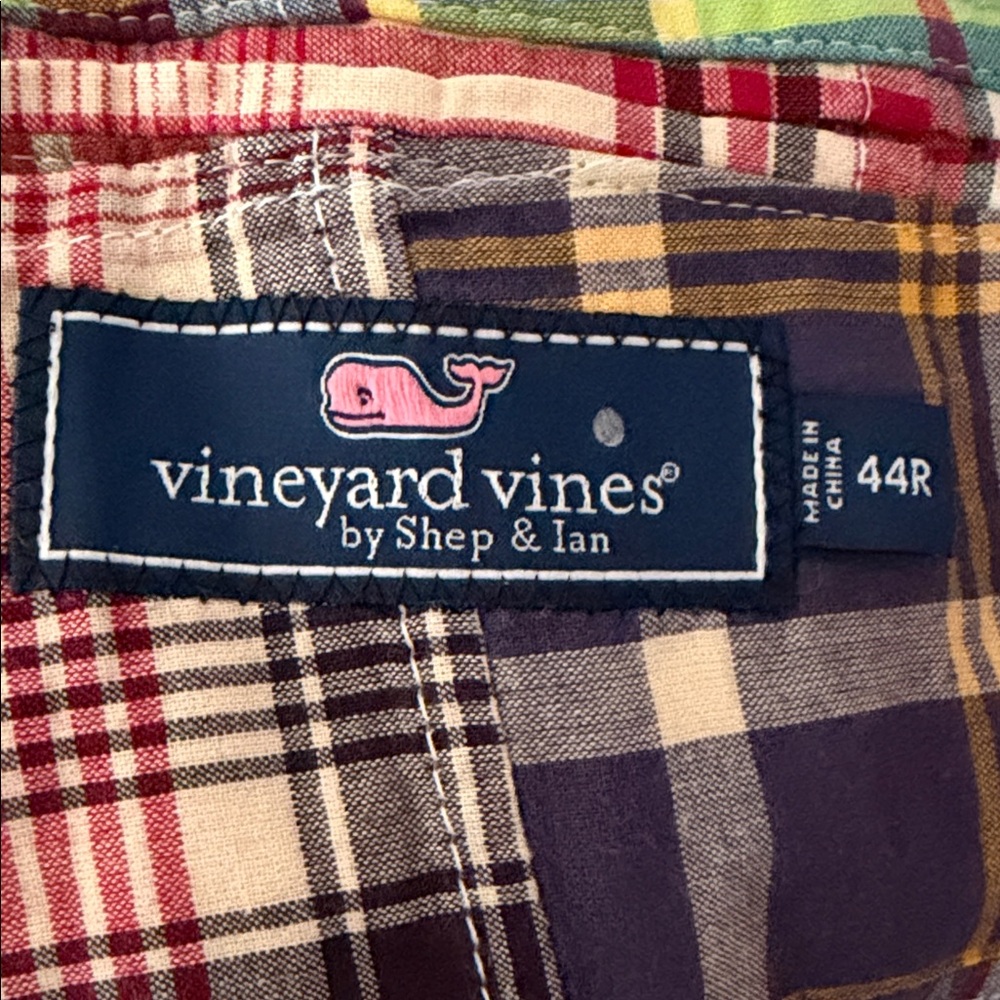 vineyard vines®
by Shep & Ian
MADE IN
CHINA
44R